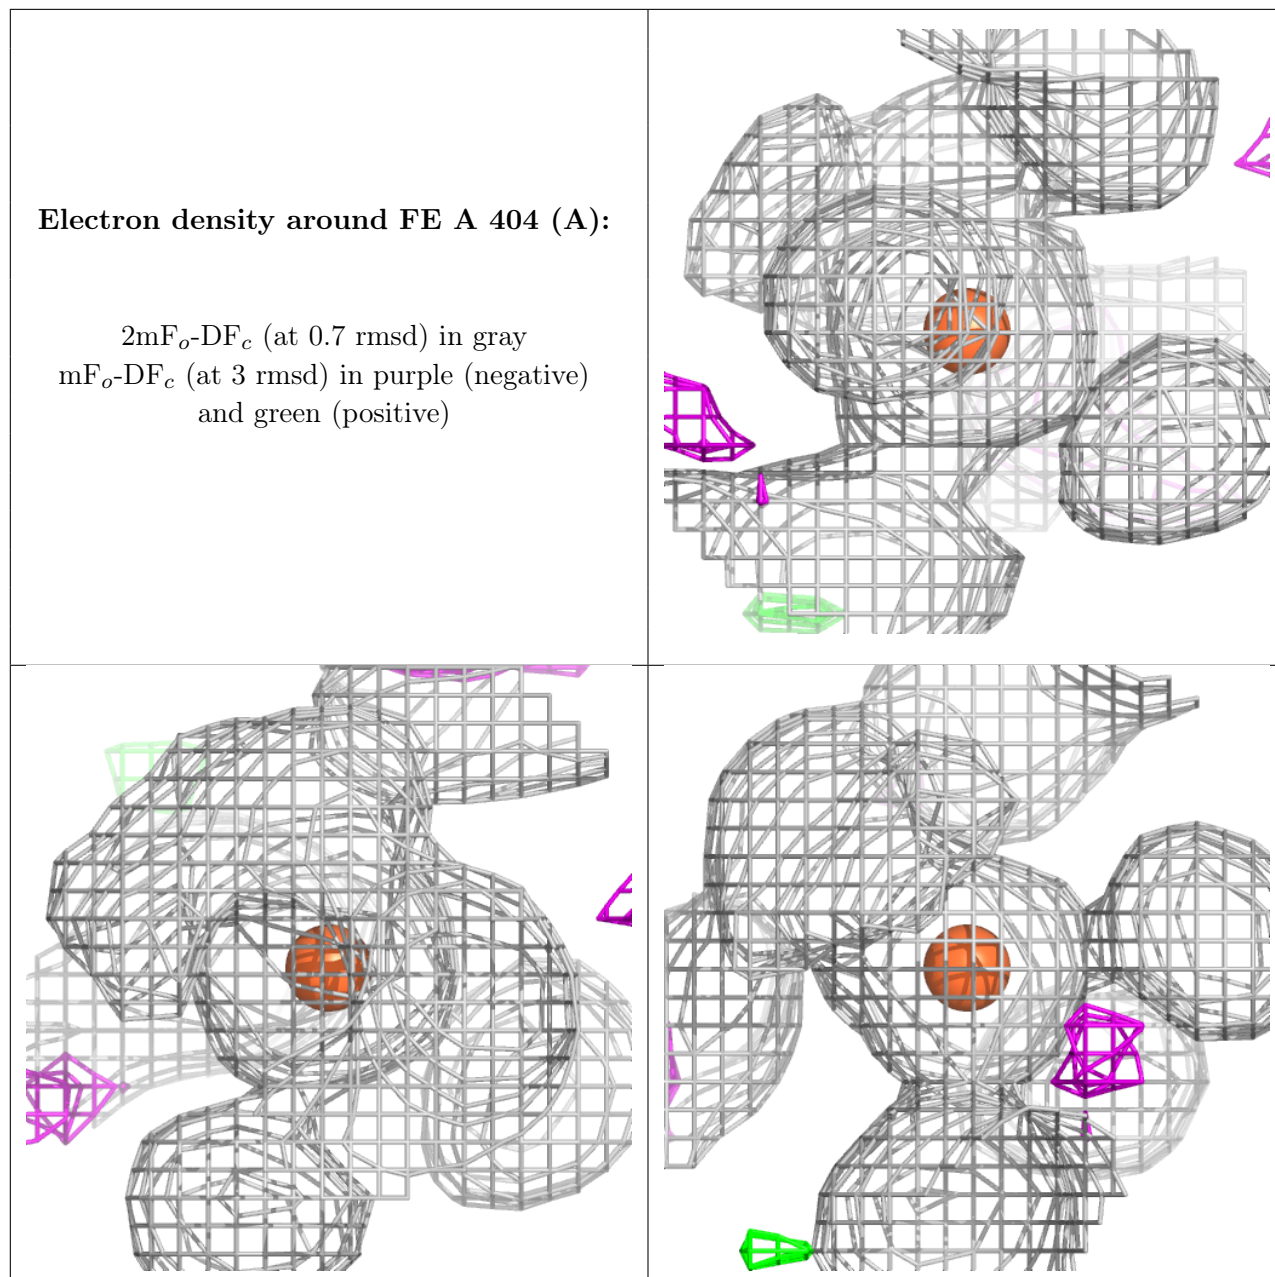 Electron density around FE A 404 (A):
2mFo-DFc (at 0.7 rmsd) in gray
mFo-DFc (at 3 rmsd) in purple (negative)
and green (positive)